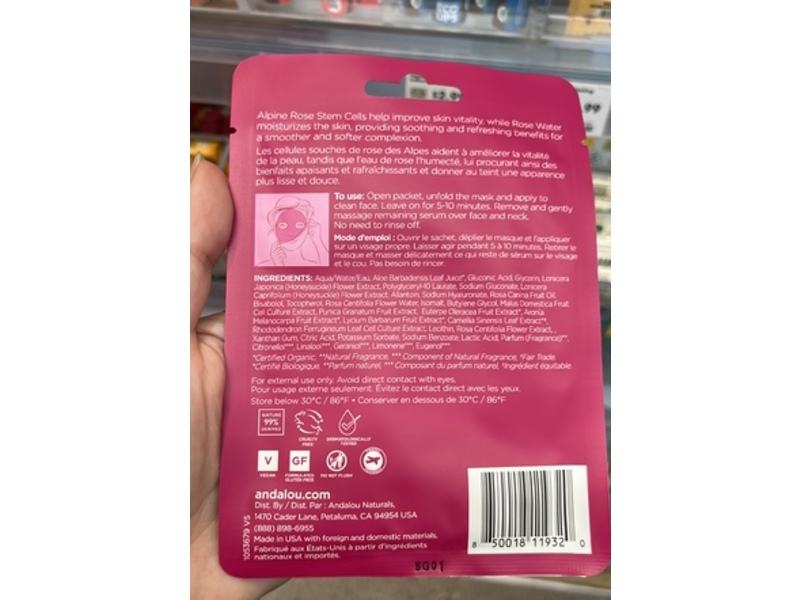 Alpine Rose Stem Cells help improve skin vitality, while Rose Water
moisturizes the skin, providing soothing and refreshing benefits for
a smoother and softer complexion.
Les cellules souches de rose des Alpes aident à améliorer la vitalité
de la peau, tandis que l'eau de rose l'humecté, lui procurant ainsi des
bienfaits apaisants et rafraîchissants et donner au teint une apparence
plus lisse et douce.
To use: Open packet, unfold the mask and apply to
clean face. Leave on for 5-10 minutes. Remove and gently
massage remaining serum over face and neck.
No need to rinse off.
Mode d'emploi : Ouvrir le sachet, déplier le masque et l'appliquer
sur un visage propre. Laisser agir pendant 5 à 10 minutes. Retirer le
masque et masser délicatement ce qui reste de sérum sur le visage
et le cou. Pas besoin de rincer.
INGREDIENTS: Aqua/Water/Eau, Aloe Barbadensis Leaf Juice*, Gluconic Acid, Glycerin, Lonicera
Japonica (Honeysuckle) Flower Extract, Polyglyceryl-10 Laurate, Sodium Gluconate, Lonicera
Caprifolium (Honeysuckle) Flower Extract, Allantoin, Sodium Hyaluronate, Rosa Canina Fruit Oil,
Bisabolol, Tocopherol, Rosa Centifolia Flower Water, Isomalt, Butylene Glycol, Malus Domestica Fruit
Cell Culture Extract, Punica Granatum Fruit Extract, Euterpe Oleracea Fruit Extract*, Aronia
Melanocarpa Fruit Extract*, Lycium Barbarum Fruit Extract*, Camellia Sinensis Leaf Extract*†,
Rhododendron Ferrugineum Leaf Cell Culture Extract, Lecithin, Rosa Centifolia Flower Extract,
Xanthan Gum, Citric Acid, Potassium Sorbate, Sodium Benzoate, Lactic Acid, Parfum (Fragrance)**,
Citronellol***, Linalool***, Geraniol***, Limonene***, Eugenol***
*Certified Organic, **Natural Fragrance, *** Component of Natural Fragrance, †Fair Trade.
*Certifié Biologique, **Parfum naturel, *** Composant du parfum naturel, †Ingrédient équitable.
For external use only. Avoid direct contact with eyes.
Pour usage externe seulement. Évitez le contact direct avec les yeux.
Store below 30°C / 86°F • Conserver en dessous de 30°C / 86°F
NATURE
99%
DERIVED
CRUELTY
FREE
DERMATOLOGICALLY
TESTED
V
VEGAN
GF
FORMULATED
GLUTEN FREE
DO NOT FLUSH
andalou.com
Dist. By / Dist. Par : Andalou Naturals,
1470 Cader Lane, Petaluma, CA 94954 USA
(888) 898-6955
Made in USA with foreign and domestic materials.
Fabriqué aux États-Unis à partir d'ingrédients
nationaux et importés.
1053679 V5
8 50018 11932 0